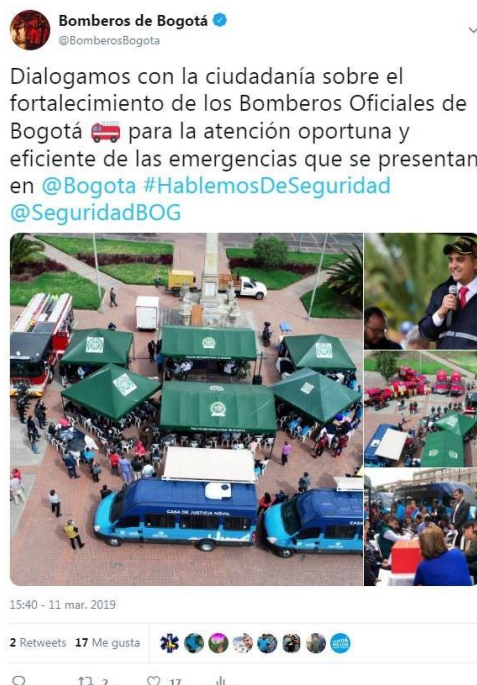 Bomberos de Bogotá
@BomberosBogota
Dialogamos con la ciudadanía sobre el
fortalecimiento de los Bomberos Oficiales de
Bogotá 🚒 para la atención oportuna y
eficiente de las emergencias que se presentan
en @Bogota #HablemosDeSeguridad
@SeguridadBOG
CASA DE JUSTICIA MÓVIL
15:40 - 11 mar. 2019
2 Retweets 17 Me gusta
2 17